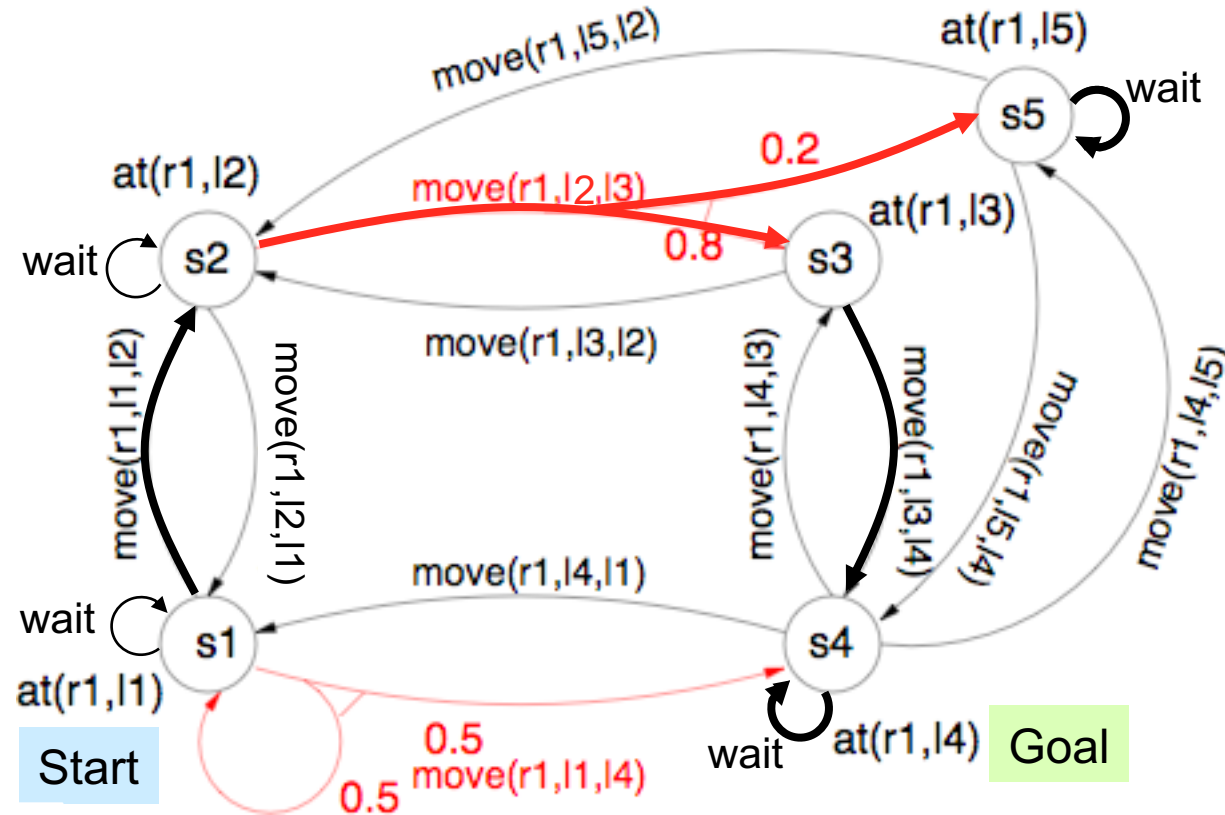 move(r1,l5,l2)
at(r1,l5)
wait
s5
0.2
at(r1,l2)
move(r1,l2,l3)
at(r1,l3)
0.8
wait
s2
s3
move(r1,l3,l2)
move(r1,l1,l2)
move(r1,l2,l1)
move(r1,l4,l3)
move(r1,l3,l4)
move(r1,l5,l4)
move(r1,l4,l5)
move(r1,l4,l1)
wait
s1
s4
at(r1,l1)
0.5
wait
at(r1,l4)
Goal
Start
move(r1,l1,l4)
0.5